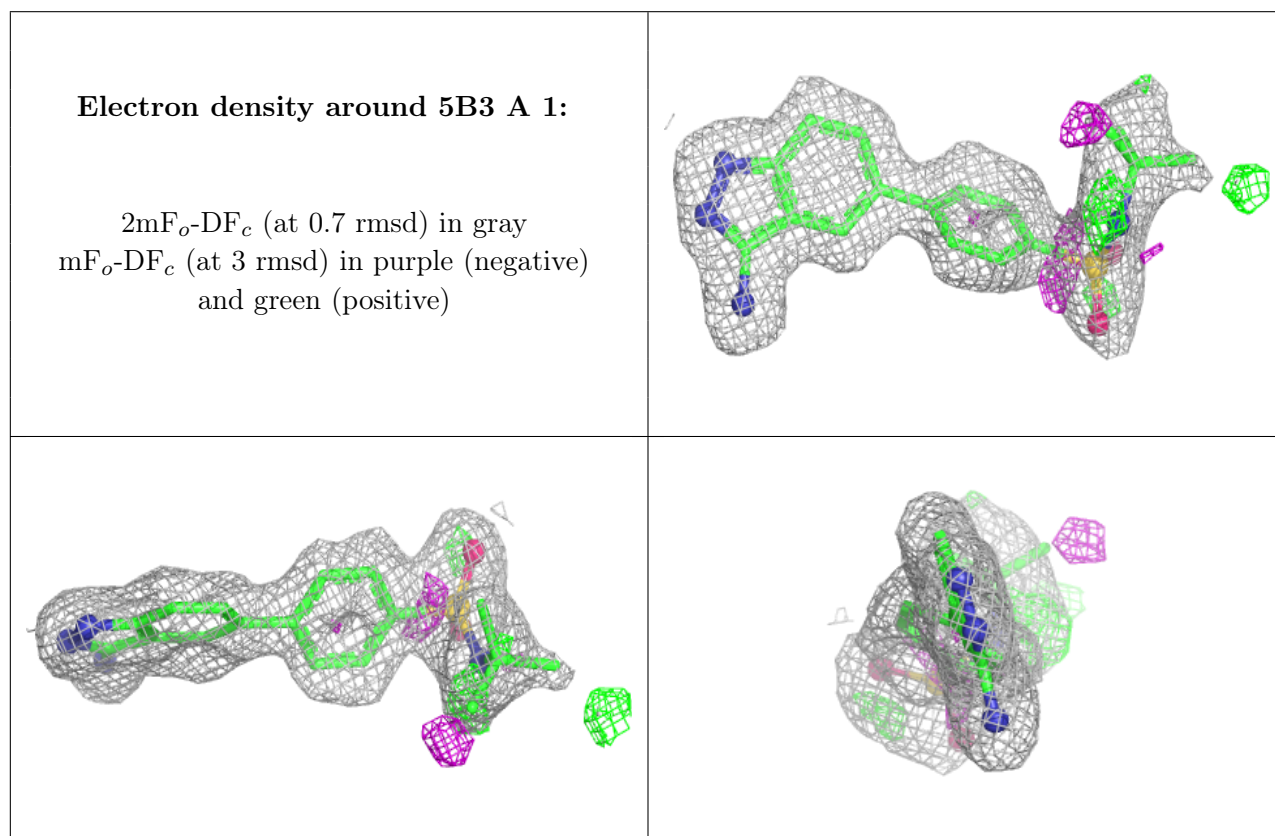 Electron density around 5B3 A 1:
2mFo-DFc (at 0.7 rmsd) in gray
mFo-DFc (at 3 rmsd) in purple (negative)
and green (positive)